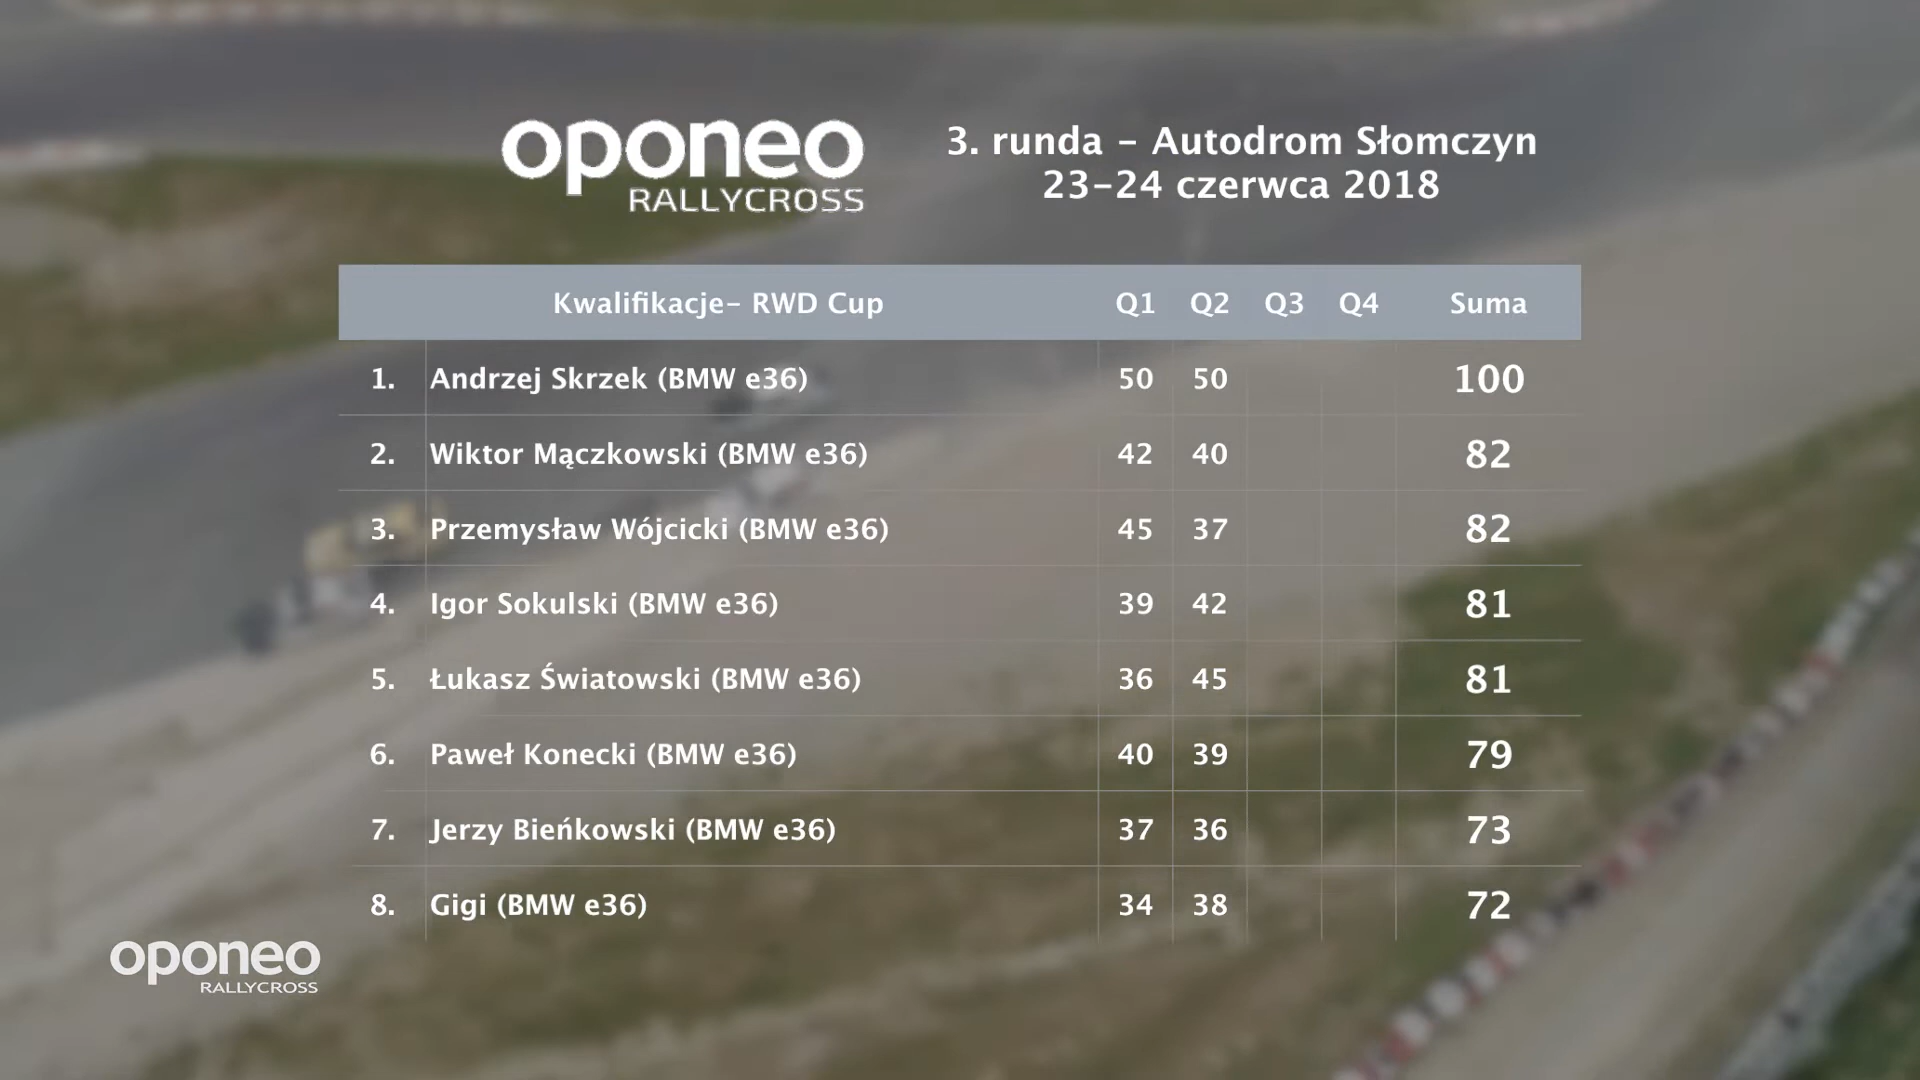 oponeo
RALLYCROSS
3. runda – Autodrom Słomczyn
23-24 czerwca 2018
Kwalifikacje- RWD Cup Q1 Q2 Q3 Q4 Suma
1. Andrzej Skrzek (BMW e36) 50 50 100
2. Wiktor Mączkowski (BMW e36) 42 40 82
3. Przemysław Wójcicki (BMW e36) 45 37 82
4. Igor Sokulski (BMW e36) 39 42 81
5. Łukasz Światowski (BMW e36) 36 45 81
6. Paweł Konecki (BMW e36) 40 39 79
7. Jerzy Bieńkowski (BMW e36) 37 36 73
8. Gigi (BMW e36) 34 38 72
oponeo
RALLYCROSS